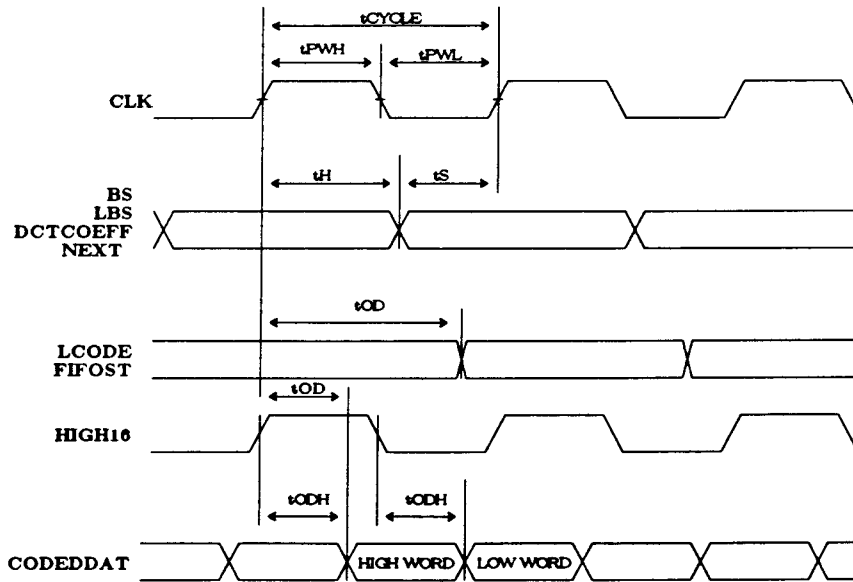 tCYCLE
tPWH tPWL
CLK
tH tS
BS
LBS
DCTCOEFF
NEXT
tOD
LCODE
FIFOST
tOD
HIGH16
tODH tODH
CODEDDAT HIGH WORD LOW WORD